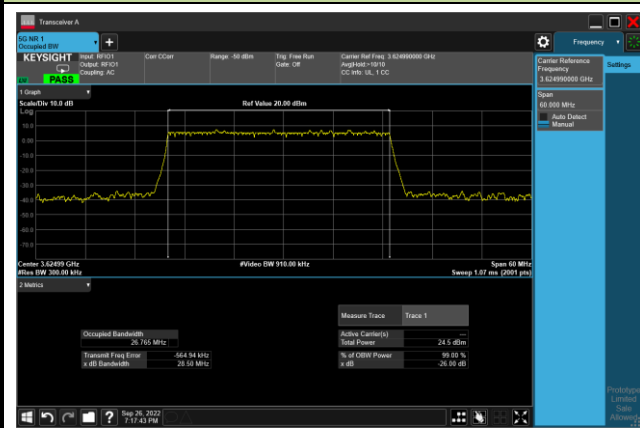 Transceiver A
5G NR 1
Occupied BW
Frequency
KEYSIGHT
Input: RFIO1
Output: RFIO1
Coupling: AC
Corr CCorr
Range: -50 dBm
Trig: Free Run
Gate: Off
Carrier Ref Freq: 3.624990000 GHz
Avg|Hold:>10/10
CC Info: UL, 1 CC
PASS
Carrier Reference
Frequency
3.624990000 GHz
Settings
Span
60.000 MHz
Auto Detect
Manual
1 Graph
Scale/Div 10.0 dB
Ref Value 20.00 dBm
Log
10.0
0.00
-10.0
-20.0
-30.0
-40.0
-50.0
-60.0
-70.0
Center 3.62499 GHz
#Video BW 910.00 kHz
Span 60 MHz
#Res BW 300.00 kHz
Sweep 1.07 ms (2001 pts)
2 Metrics
Measure Trace
Trace 1
Occupied Bandwidth
26.765 MHz
Active Carrier(s)
---
Total Power
24.5 dBm
Transmit Freq Error
-564.94 kHz
x dB Bandwidth
28.50 MHz
% of OBW Power
99.00 %
x dB
-26.00 dB
Sep 26, 2022
7:17:43 PM
Prototype
Limited
Sale
Allowed